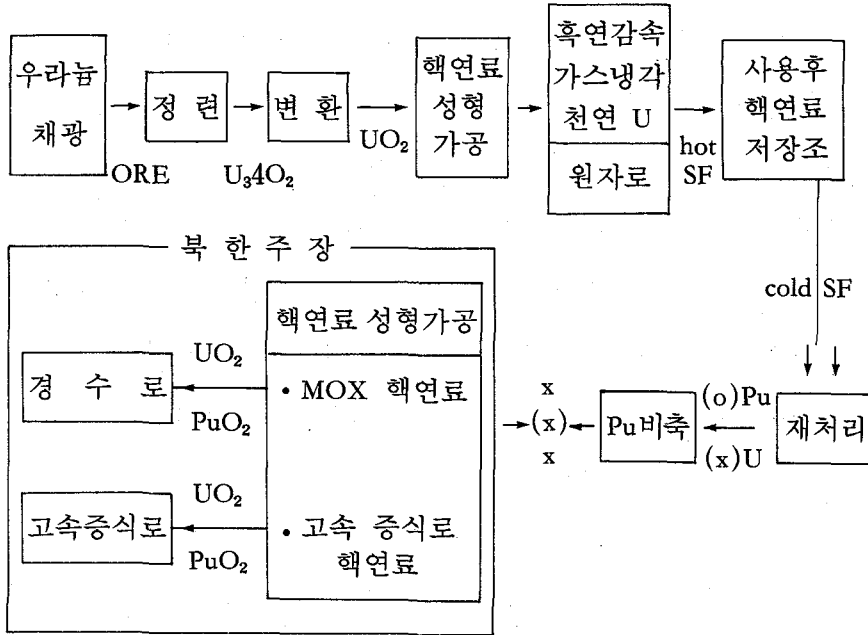 우라늄
채광
ORE
정 련
U₃4O₂
변 환
UO₂
핵연료
성형
가공
흑연감속
가스냉각
천연 U
원자로
hot
SF
사용후
핵연료
저장조
cold SF
재처리
(o)Pu
(x)U
Pu비축
x
(x)
x
북 한 주 장
핵연료 성형가공
• MOX 핵연료
UO₂
PuO₂
경 수 로
• 고속 증식로
핵연료
UO₂
PuO₂
고속증식로